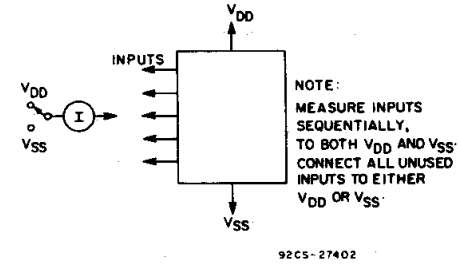 VDD
INPUTS
VDD
I
VSS
NOTE:
MEASURE INPUTS
SEQUENTIALLY,
TO BOTH VDD AND VSS.
CONNECT ALL UNUSED
INPUTS TO EITHER
VDD OR VSS.
VSS
92CS-27402